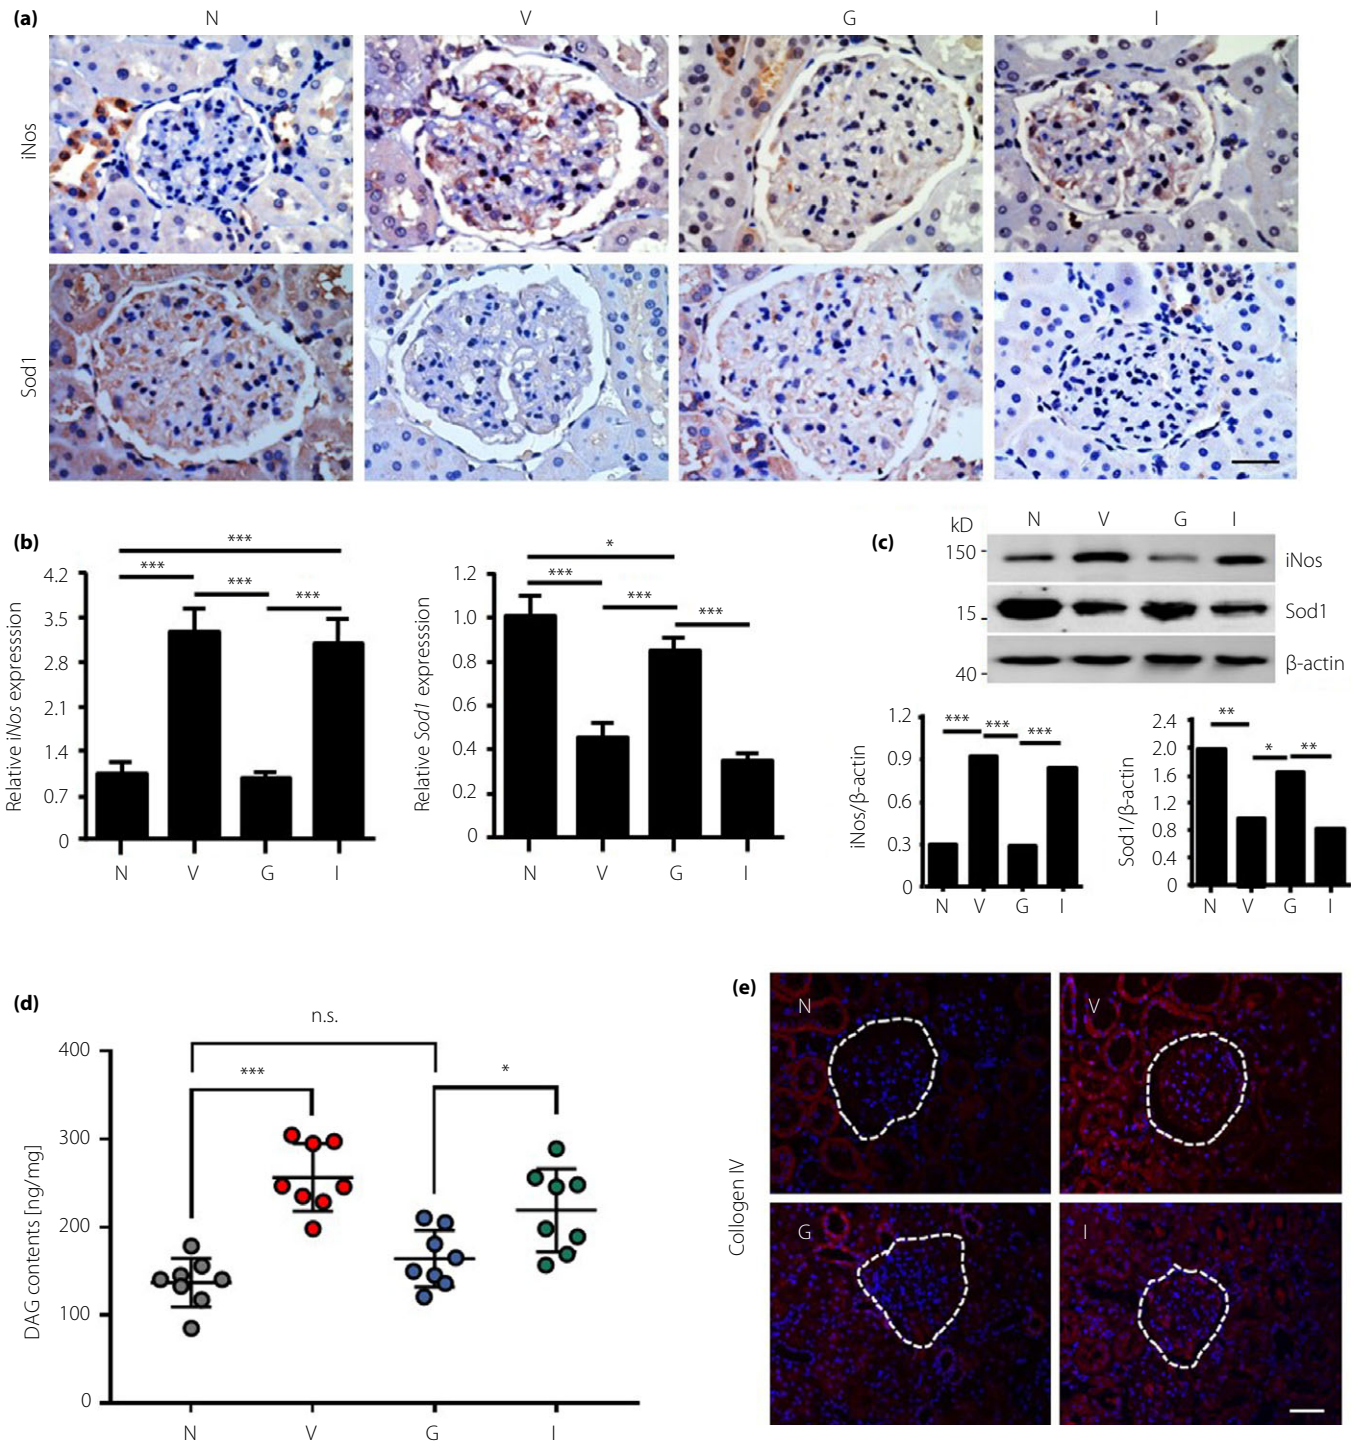 (a)
N V G I
iNos
Sod1
(b)
Relative iNos expresssion
4.2
3.5
2.8
2.1
1.4
0.7
0
***
***
***
***
N V G I
Relative Sod1 expresssion
1.2
1.0
0.8
0.6
0.4
0.2
0
*
***
***
***
N V G I
(c)
kD N V G I
150 iNos
15 Sod1
40 β-actin
iNos/β-actin
1.2
0.9
0.6
0.3
0
*** *** ***
N V G I
Sod1/β-actin
2.4
2.0
1.6
1.2
0.8
0.4
0
** * **
N V G I
(d)
n.s.
*** *
DAG contents [ng/mg]
400
300
200
100
0
N V G I
(e)
Collagen IV
N V
G I